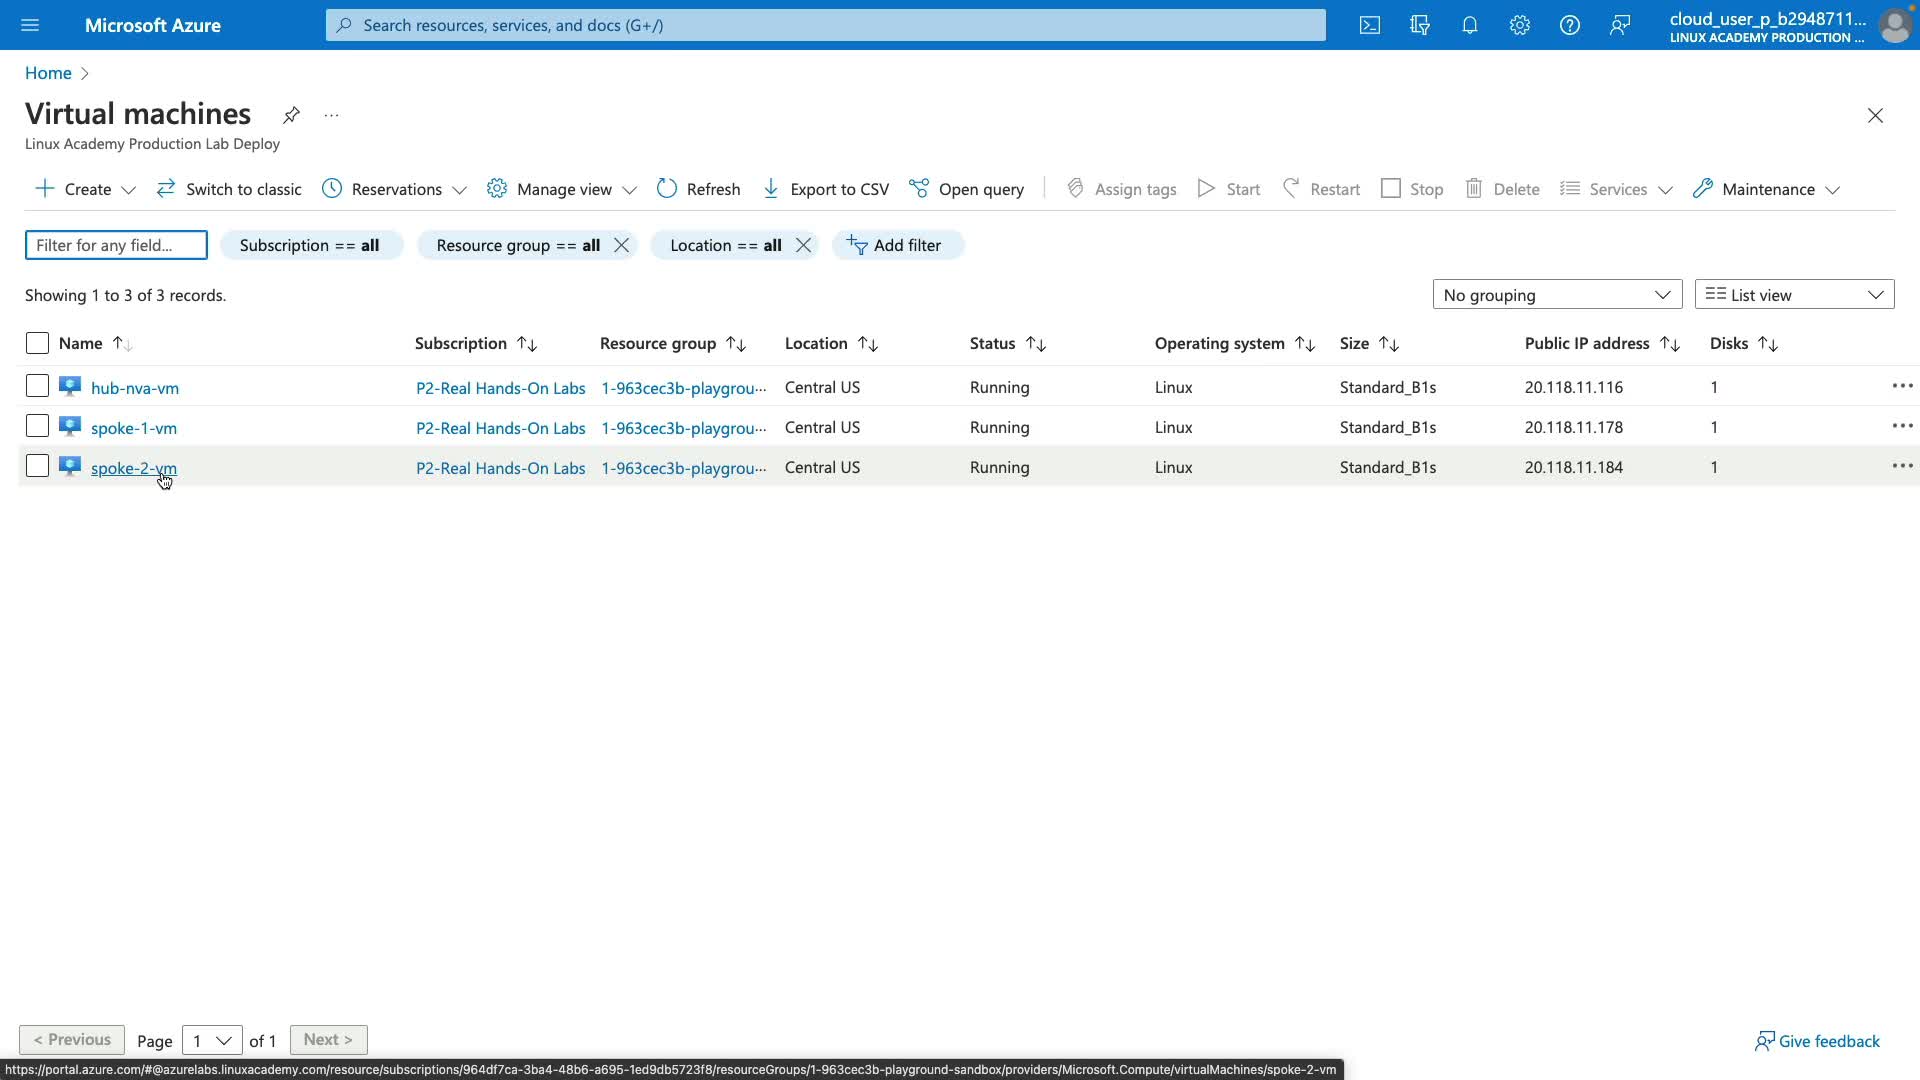 Microsoft Azure
Search resources, services, and docs (G+/)
cloud_user_p_b2948711...
LINUX ACADEMY PRODUCTION ...
Home
Virtual machines
Linux Academy Production Lab Deploy
Create Switch to classic Reservations Manage view Refresh Export to CSV Open query Assign tags Start Restart Stop Delete Services Maintenance
Filter for any field... Subscription == all Resource group == all Location == all Add filter
Showing 1 to 3 of 3 records. No grouping List view
Name Subscription Resource group Location Status Operating system Size Public IP address Disks
hub-nva-vm P2-Real Hands-On Labs 1-963cec3b-playgrou... Central US Running Linux Standard_B1s 20.118.11.116 1
spoke-1-vm P2-Real Hands-On Labs 1-963cec3b-playgrou... Central US Running Linux Standard_B1s 20.118.11.178 1
spoke-2-vm P2-Real Hands-On Labs 1-963cec3b-playgrou... Central US Running Linux Standard_B1s 20.118.11.184 1
< Previous Page 1 of 1 Next > Give feedback
https://portal.azure.com/#@azurelabs.linuxacademy.com/resource/subscriptions/964df7ca-3ba4-48b6-a695-1ed9db5723f8/resourceGroups/1-963cec3b-playground-sandbox/providers/Microsoft.Compute/virtualMachines/spoke-2-vm